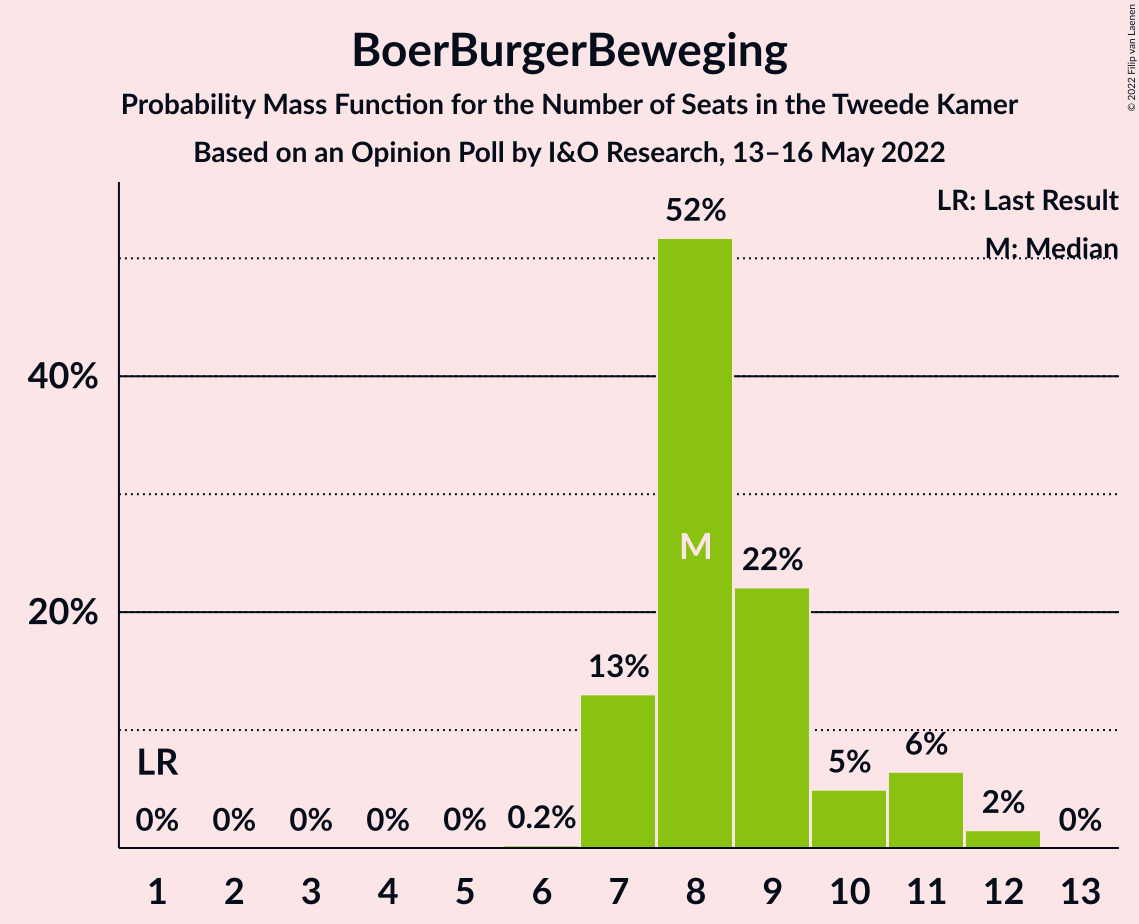 BoerBurgerBeweging
Probability Mass Function for the Number of Seats in the Tweede Kamer
Based on an Opinion Poll by I&O Research, 13–16 May 2022
© 2022 Filip van Laenen
LR: Last Result
M: Median
40%
20%
LR
0%
0%
0%
0%
0%
0.2%
13%
52%
M
22%
5%
6%
2%
0%
1 2 3 4 5 6 7 8 9 10 11 12 13